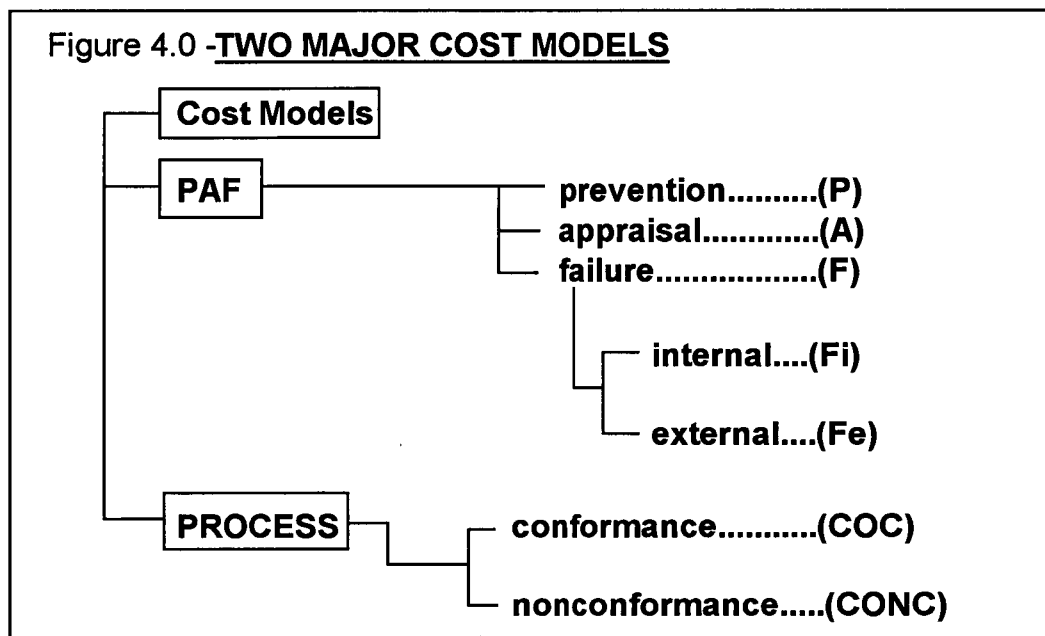 Figure 4.0 -TWO MAJOR COST MODELS
Cost Models
PAF
prevention..........(P)
appraisal.............(A)
failure..................(F)
internal....(Fi)
external....(Fe)
PROCESS
conformance...........(COC)
nonconformance.....(CONC)